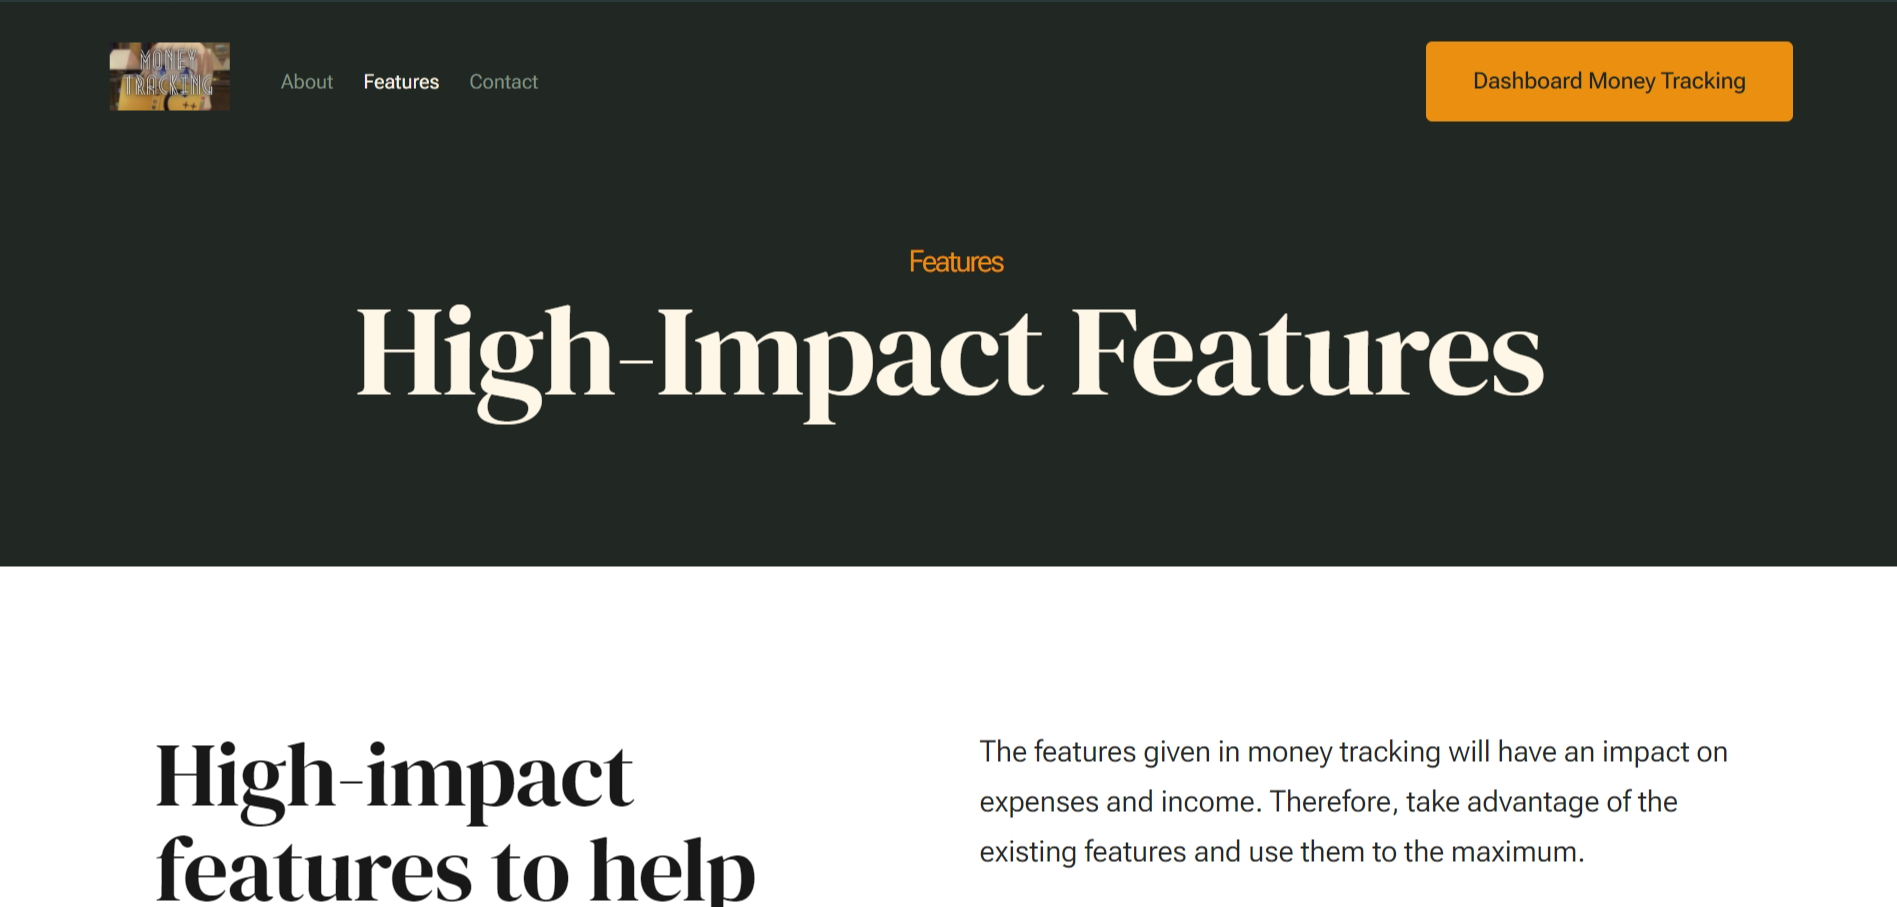 MONEY
TRACKING
About
Features
Contact
Dashboard Money Tracking
Features
High-Impact Features
High-impact
features to help
The features given in money tracking will have an impact on
expenses and income. Therefore, take advantage of the
existing features and use them to the maximum.